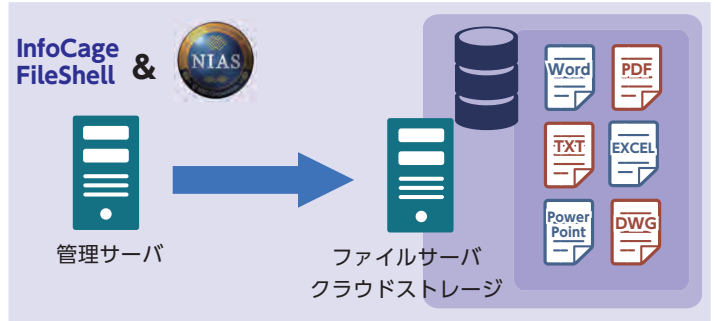 InfoCage
FileShell &
NIAS
Word
PDF
TXT
EXCEL
Power
Point
DWG
管理サーバ
ファイルサーバ
クラウドストレージ